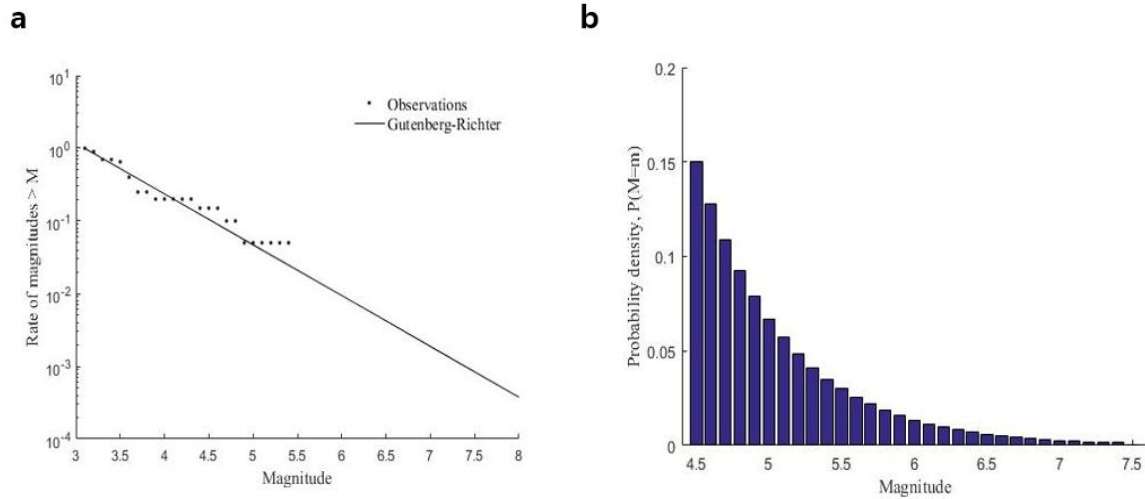 a
10^1
10^0
10^-1
10^-2
10^-3
10^-4
Rate of magnitudes > M
Observations
Gutenberg-Richter
3 3.5 4 4.5 5 5.5 6 6.5 7 7.5 8
Magnitude
b
0.2
0.15
0.1
0.05
0
Probability density, P(M=m)
4.5 5 5.5 6 6.5 7 7.5
Magnitude